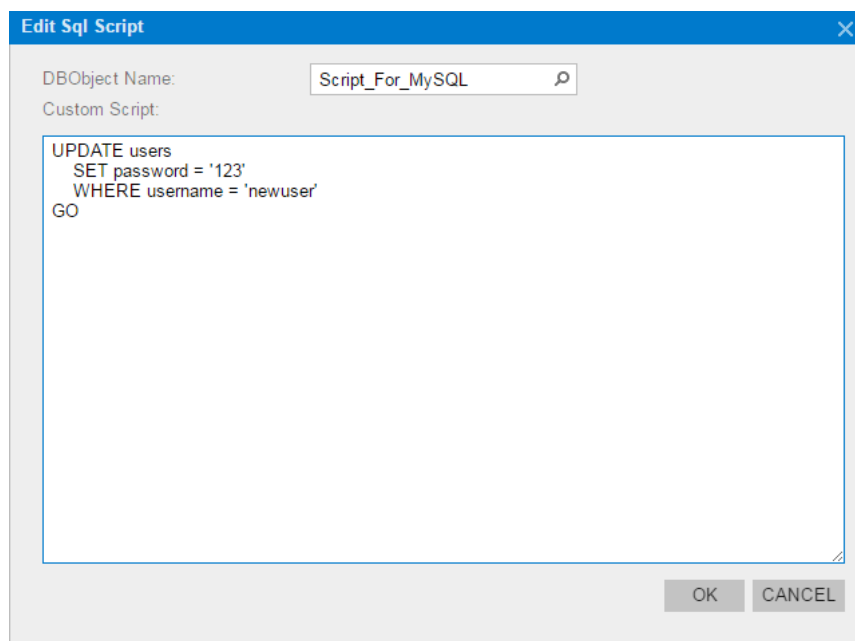 Edit Sql Script
DBObject Name: Script_For_MySQL
Custom Script:
UPDATE users
SET password = '123'
WHERE username = 'newuser'
GO
OK CANCEL